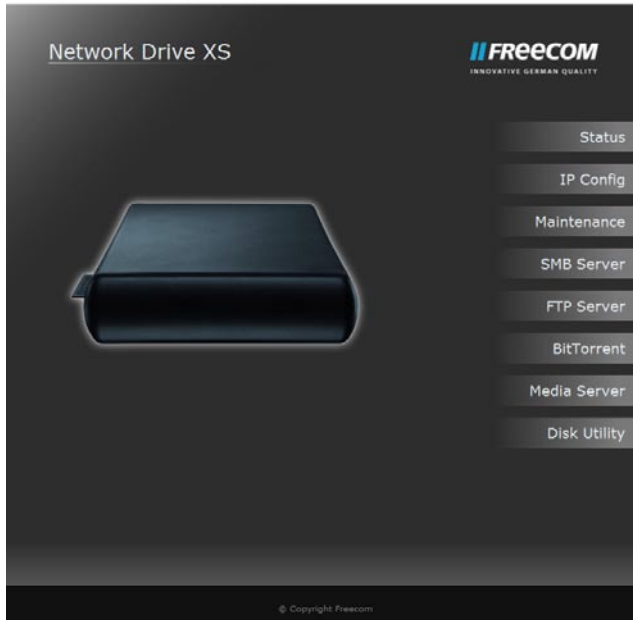 Network Drive XS
FREECOM
INNOVATIVE GERMAN QUALITY
Status
IP Config
Maintenance
SMB Server
FTP Server
BitTorrent
Media Server
Disk Utility
© Copyright Freecom